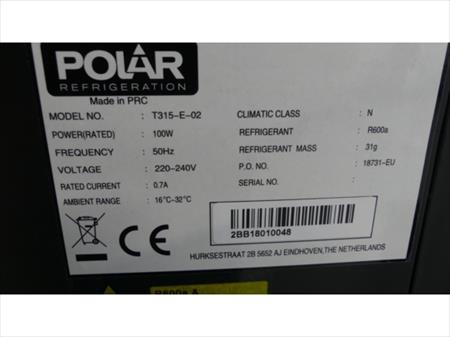 POLAR
REFRIGERATION
Made in PRC
MODEL NO. : T315-E-02
POWER(RATED) : 100W
FREQUENCY : 50Hz
VOLTAGE : 220-240V
RATED CURRENT : 0.7A
AMBIENT RANGE : 16°C-32°C
CLIMATIC CLASS : N
REFRIGERANT : R600a
REFRIGERANT MASS : 31g
P.O. NO. : 18731-EU
SERIAL NO. :
CE
2BB18010048
HURKSESTRAAT 2B 5652 AJ EINDHOVEN,THE NETHERLANDS
R600a